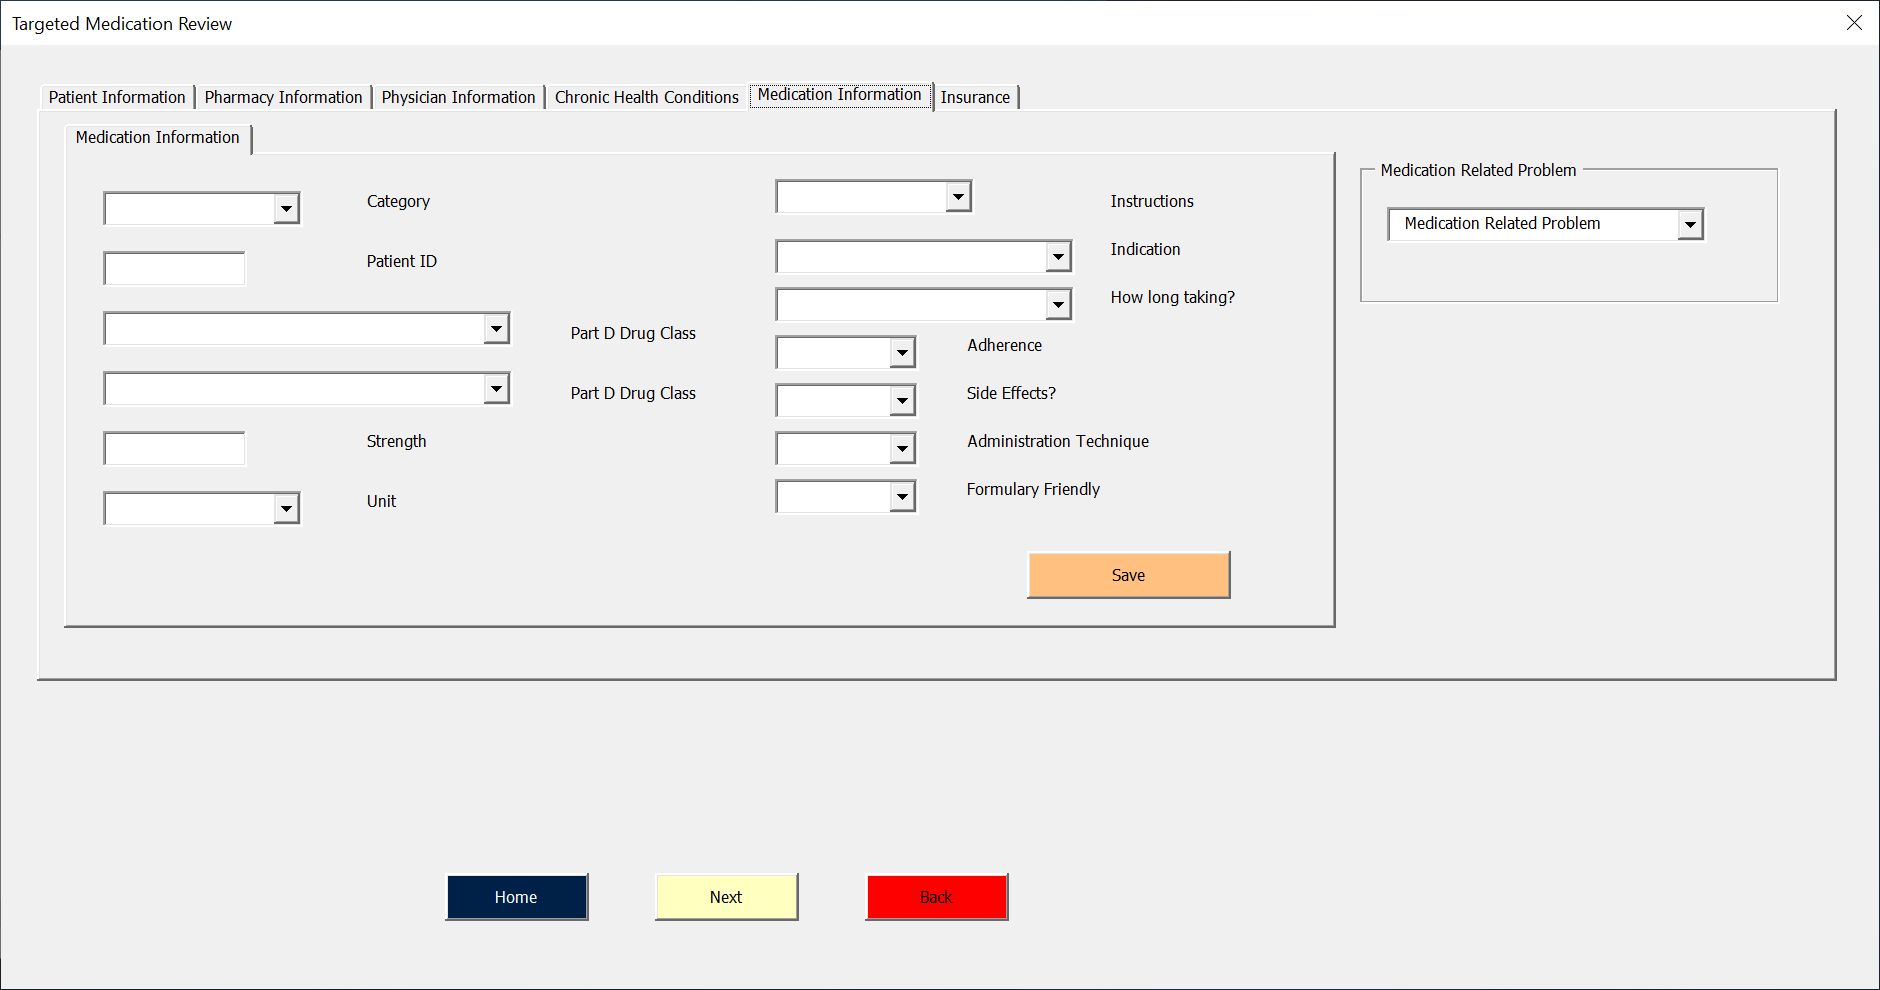 Targeted Medication Review
Patient Information
Pharmacy Information
Physician Information
Chronic Health Conditions
Medication Information
Insurance
Medication Information
Category
Patient ID
Part D Drug Class
Part D Drug Class
Strength
Unit
Instructions
Indication
How long taking?
Adherence
Side Effects?
Administration Technique
Formulary Friendly
Save
Medication Related Problem
Medication Related Problem
Home
Next
Back